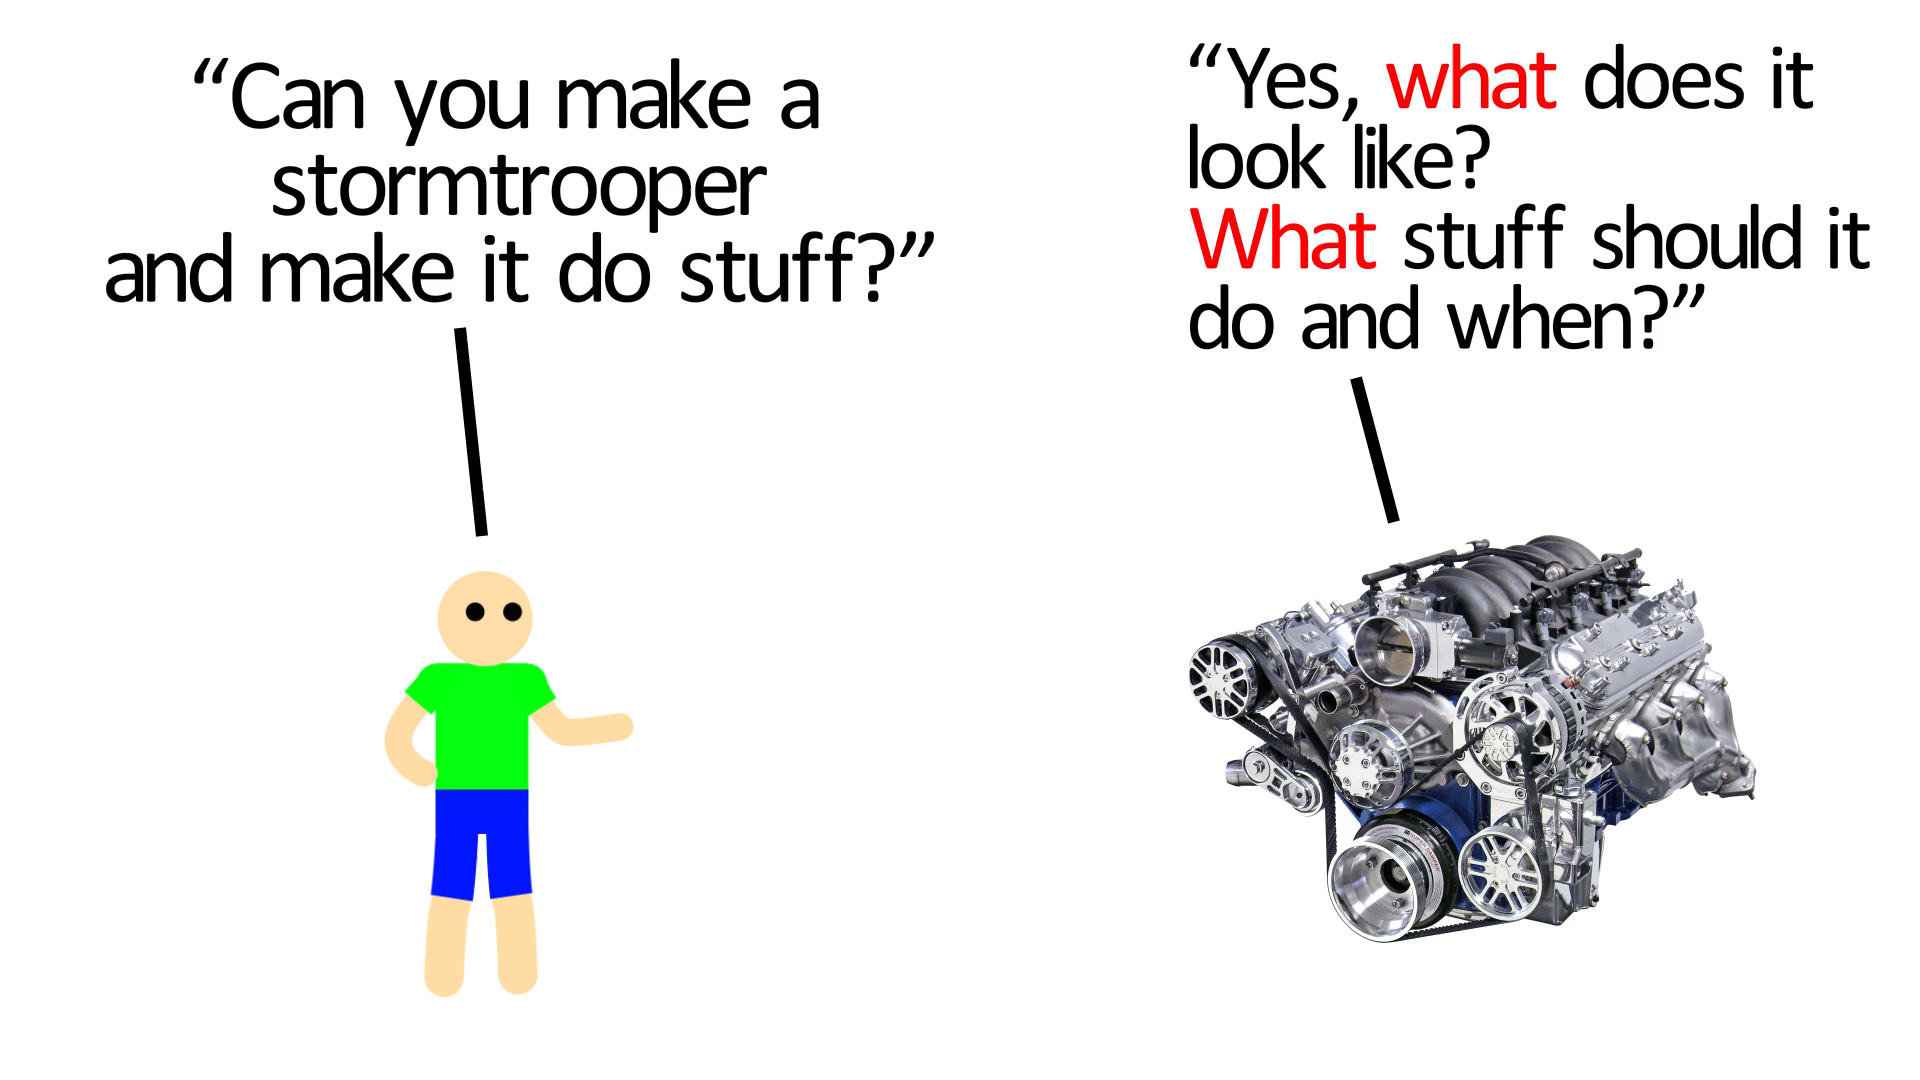 “Can you make a
stormtrooper
and make it do stuff?”
“Yes, what does it
look like?
What stuff should it
do and when?”